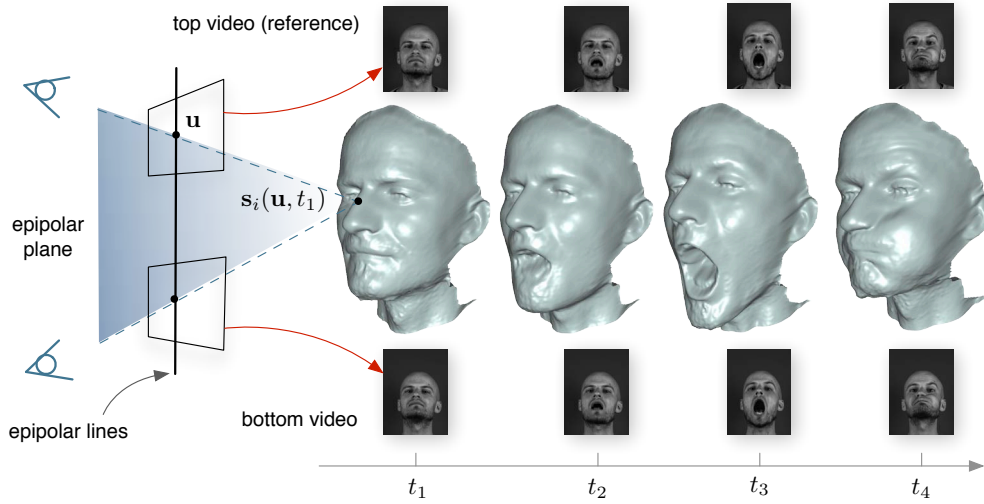 top video (reference)
u
s_i(u, t_1)
epipolar
plane
bottom video
epipolar lines
t_1
t_2
t_3
t_4